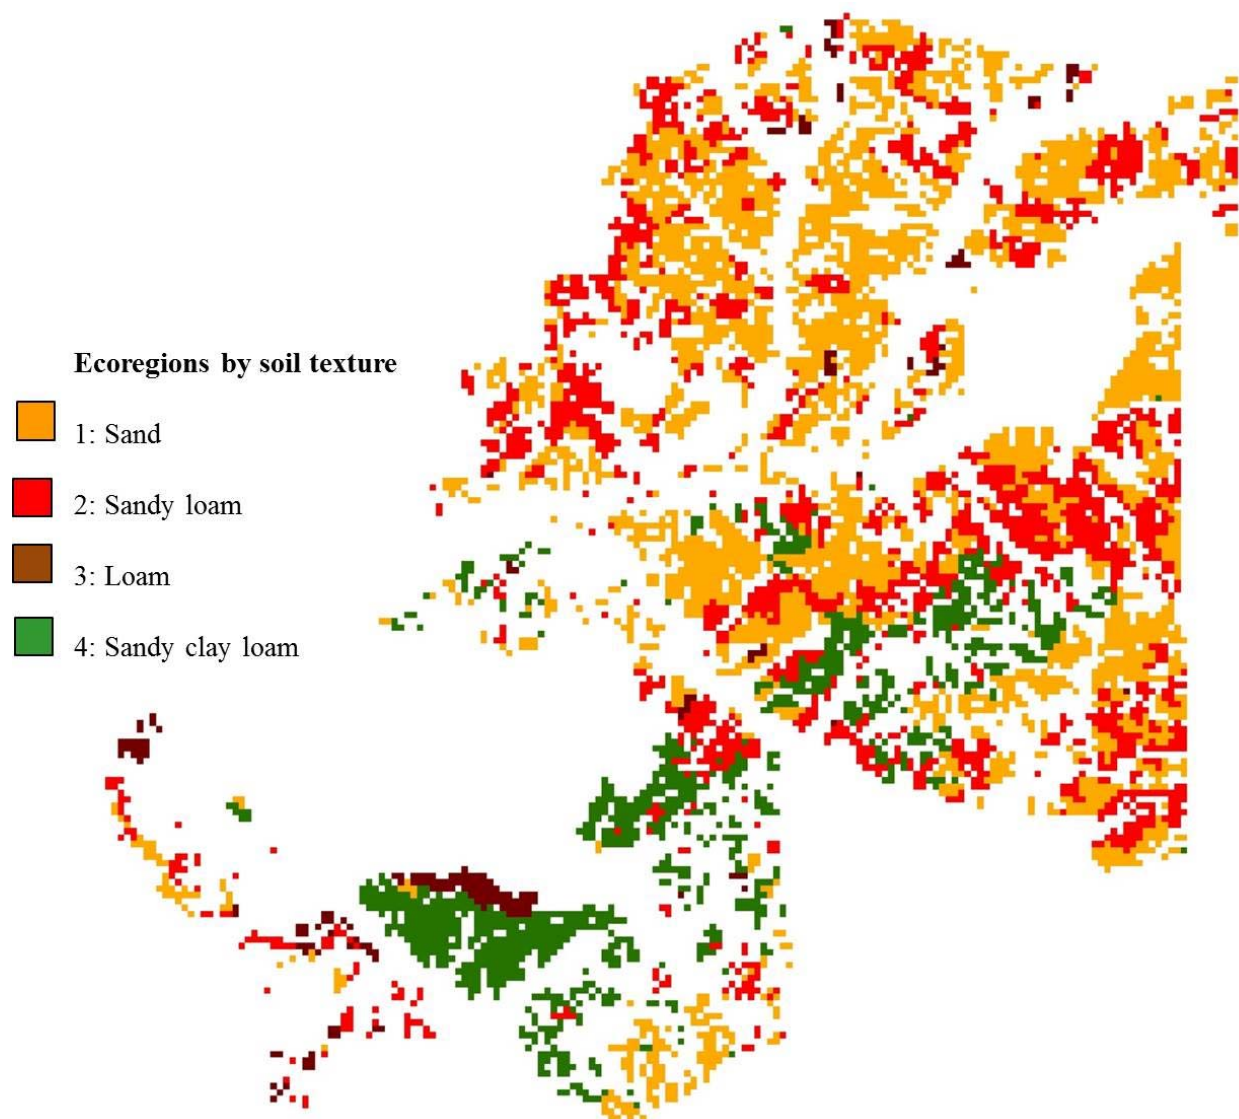 Ecoregions by soil texture
1: Sand
2: Sandy loam
3: Loam
4: Sandy clay loam